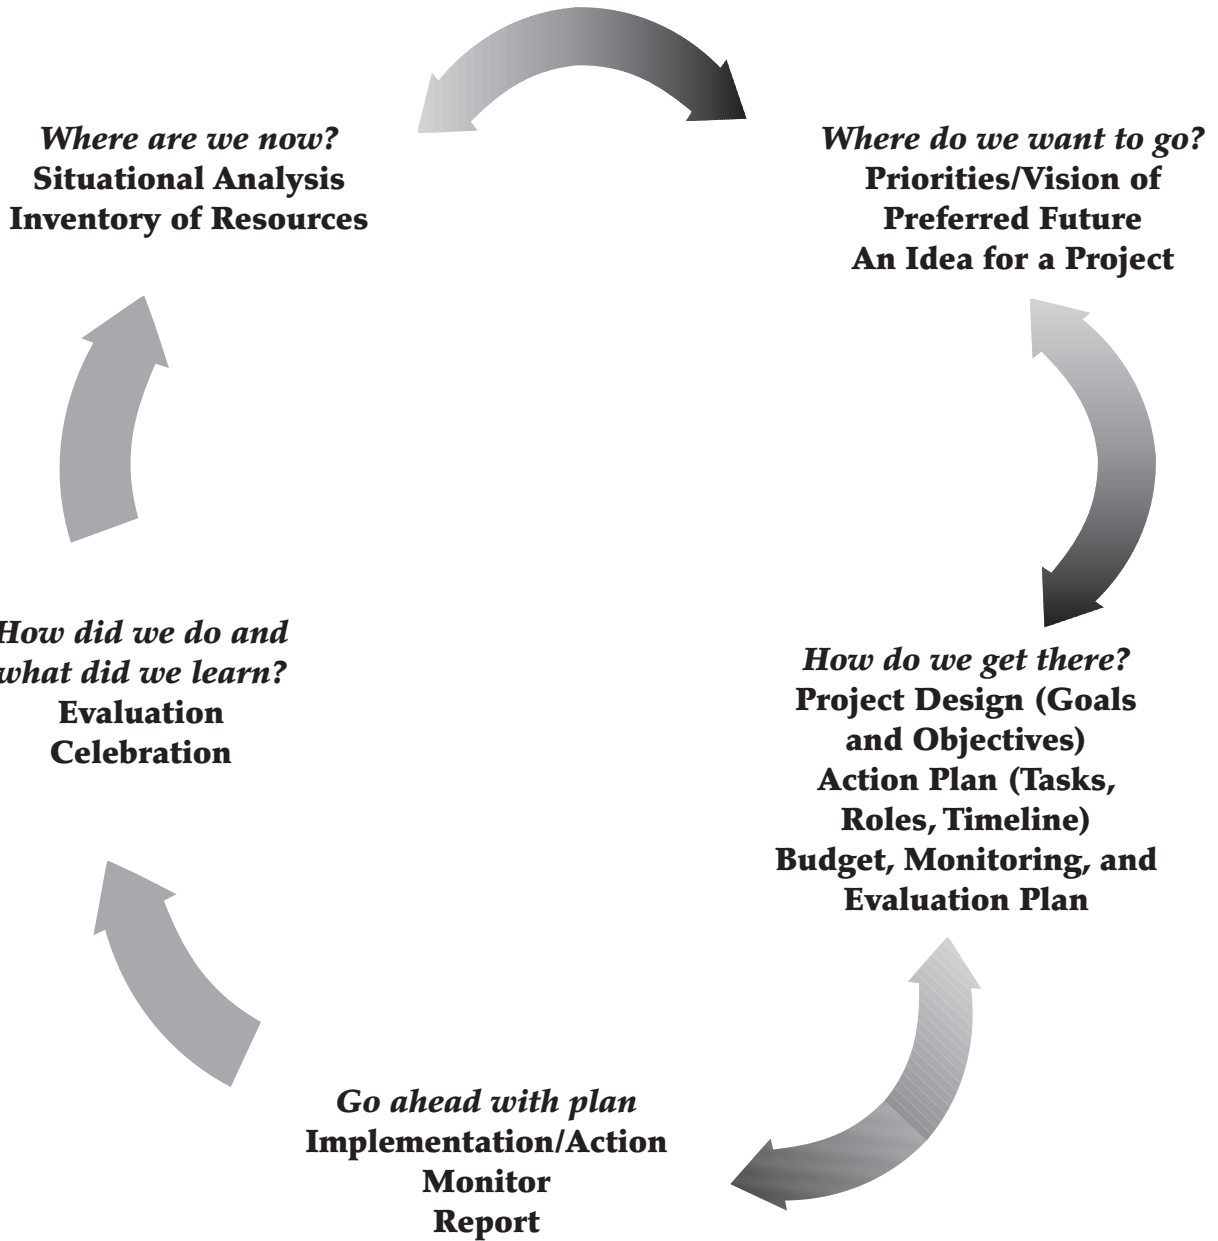 Where are we now?
Situational Analysis
Inventory of Resources
Where do we want to go?
Priorities/Vision of
Preferred Future
An Idea for a Project
How do we get there?
Project Design (Goals
and Objectives)
Action Plan (Tasks,
Roles, Timeline)
Budget, Monitoring, and
Evaluation Plan
Go ahead with plan
Implementation/Action
Monitor
Report
How did we do and
what did we learn?
Evaluation
Celebration